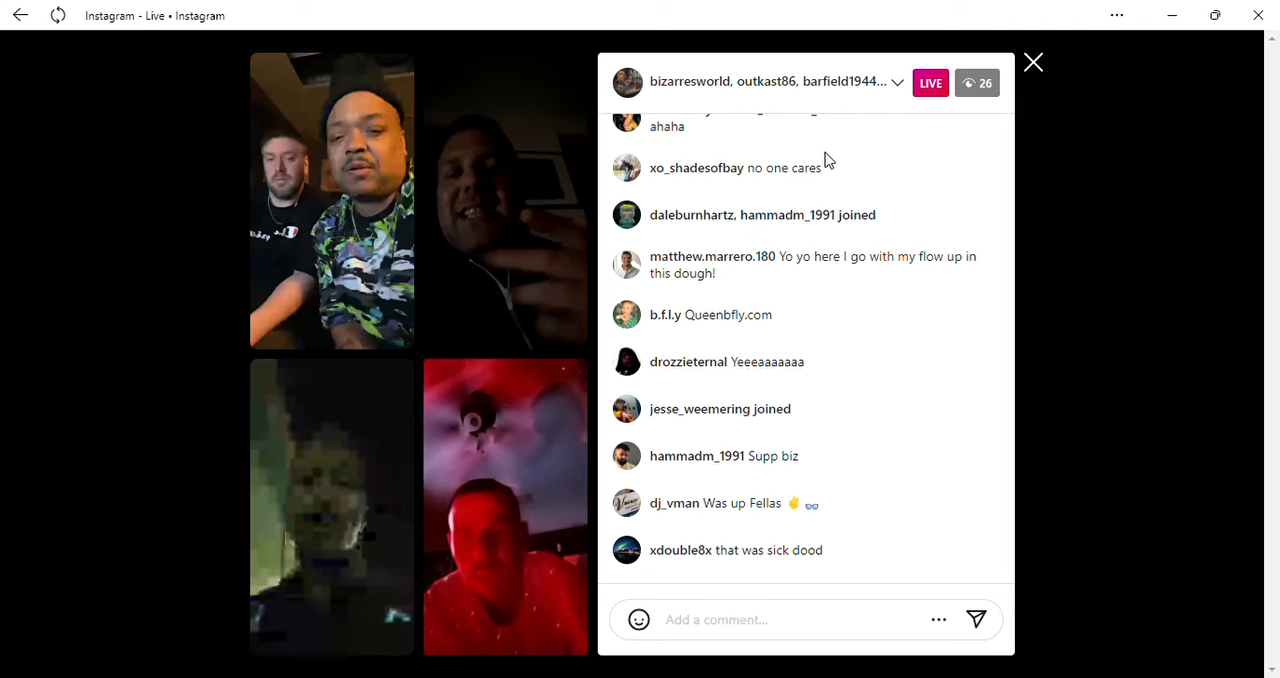 Instagram - Live • Instagram
bizarresworld, outkast86, barfield1944...
LIVE
26
ahaha
xo_shadesofbay no one cares
daleburnhartz, hammadm_1991 joined
matthew.marrero.180 Yo yo here I go with my flow up in
this dough!
b.f.l.y Queenbfly.com
drozzieternal Yeeeaaaaaaa
jesse_weemering joined
hammadm_1991 Supp biz
dj_vman Was up Fellas ✌️ 👓
xdouble8x that was sick dood
Add a comment...